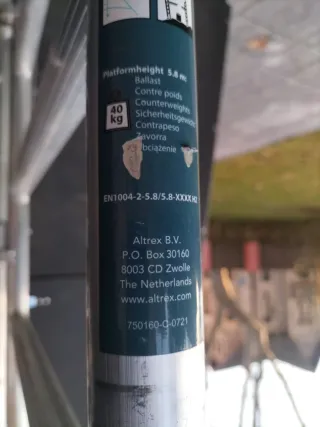 Platformheight 5.8 m:
Ballast
Contre poids
Counterweights
Sicherheitsgewicht
Contrapeso
Zavorra
Obciążenie
40
kg
EN1004-2-5.8/5.8-XXXX H2
Altrex B.V.
P.O. Box 30160
8003 CD Zwolle
The Netherlands
www.altrex.com
750160-C-0721